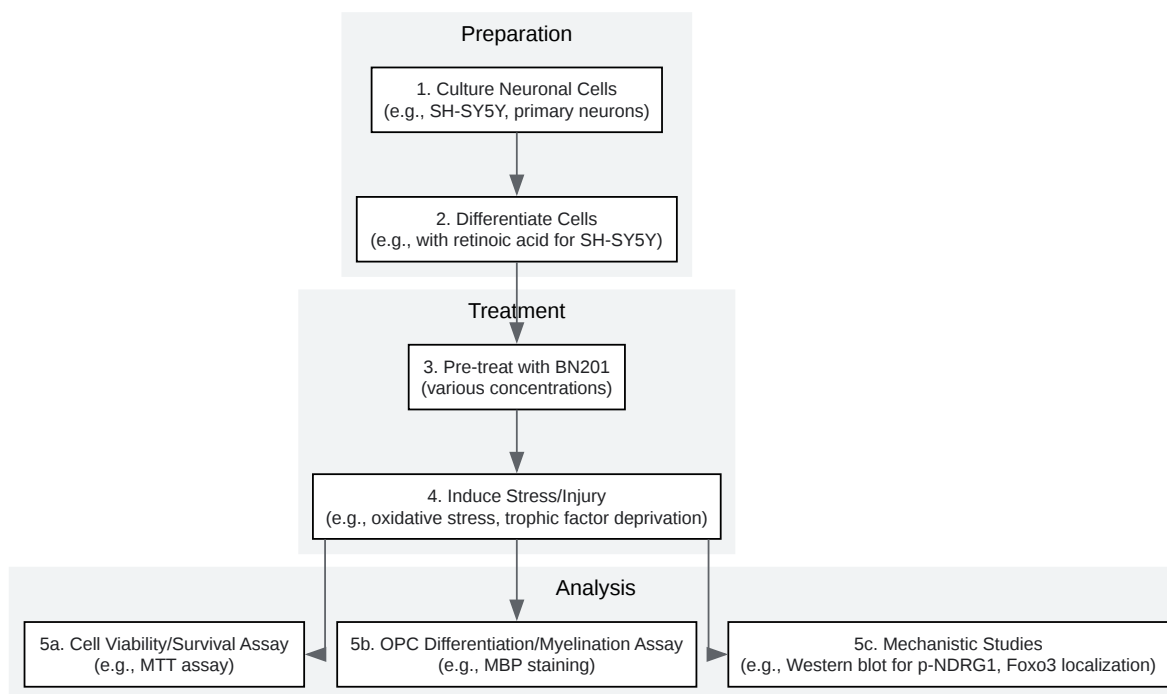 Preparation
1. Culture Neuronal Cells
(e.g., SH-SY5Y, primary neurons)
2. Differentiate Cells
(e.g., with retinoic acid for SH-SY5Y)
Treatment
3. Pre-treat with BN201
(various concentrations)
4. Induce Stress/Injury
(e.g., oxidative stress, trophic factor deprivation)
Analysis
5a. Cell Viability/Survival Assay
(e.g., MTT assay)
5b. OPC Differentiation/Myelination Assay
(e.g., MBP staining)
5c. Mechanistic Studies
(e.g., Western blot for p-NDRG1, Foxo3 localization)